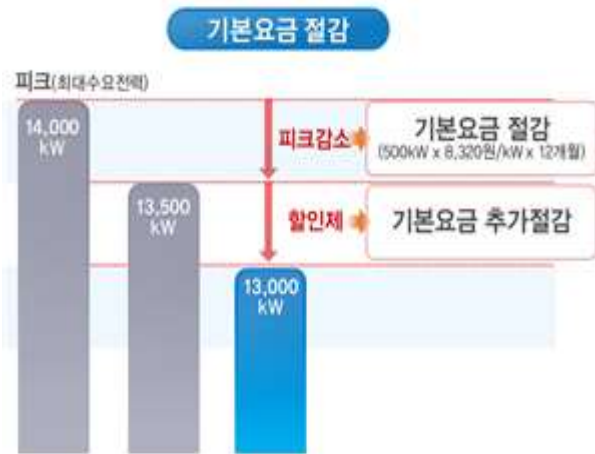 기본요금 절감
피크(최대수요전력)
14,000
kW
피크감소
기본요금 절감
(500kW x 8,320원/kW x 12개월)
13,500
kW
할인제
기본요금 추가절감
13,000
kW